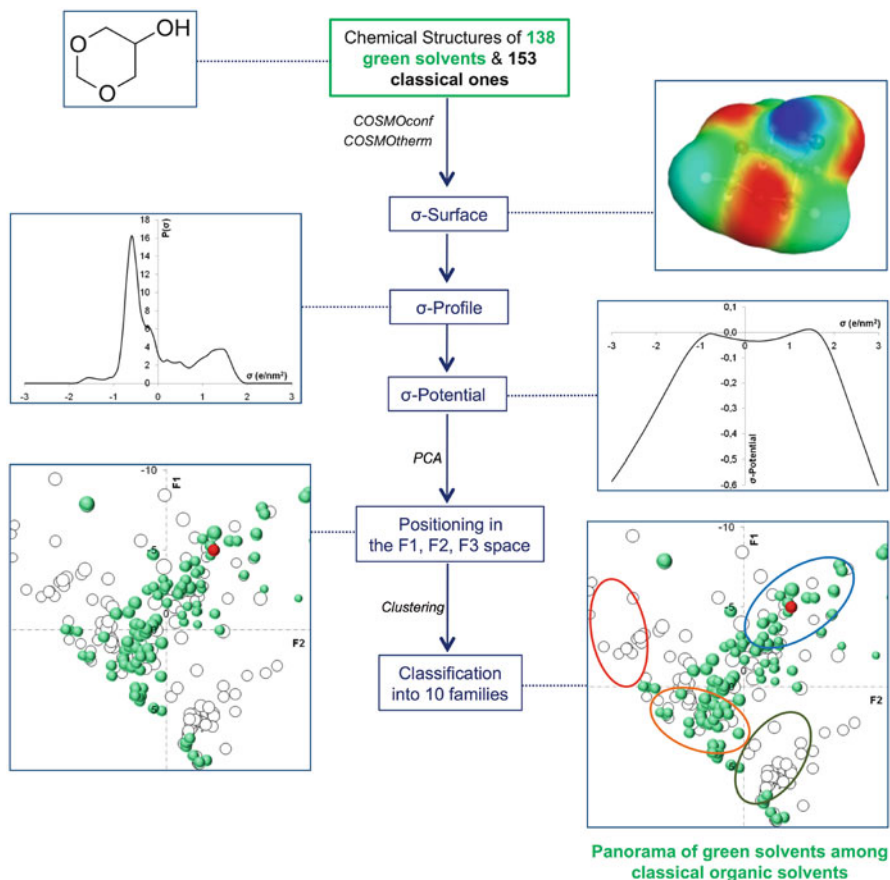 OH
O
O
Chemical Structures of 138
green solvents & 153
classical ones
COSMOconf
COSMOtherm
σ-Surface
18
P(σ)
16
14
12
10
8
6
4
2
0
σ (e/nm²)
-3 -2 -1 0 1 2 3
σ-Profile
0,1
σ (e/nm²)
0,0
-3 -2 -1 0 1 2 3
-0,1
-0,2
-0,3
-0,4
-0,5
-0,6
σ-Potential
σ-Potential
PCA
-10
F1
-5
0
F2
5
Positioning in
the F1, F2, F3 space
Clustering
Classification
into 10 families
-10
F1
-5
0
F2
5
Panorama of green solvents among
classical organic solvents